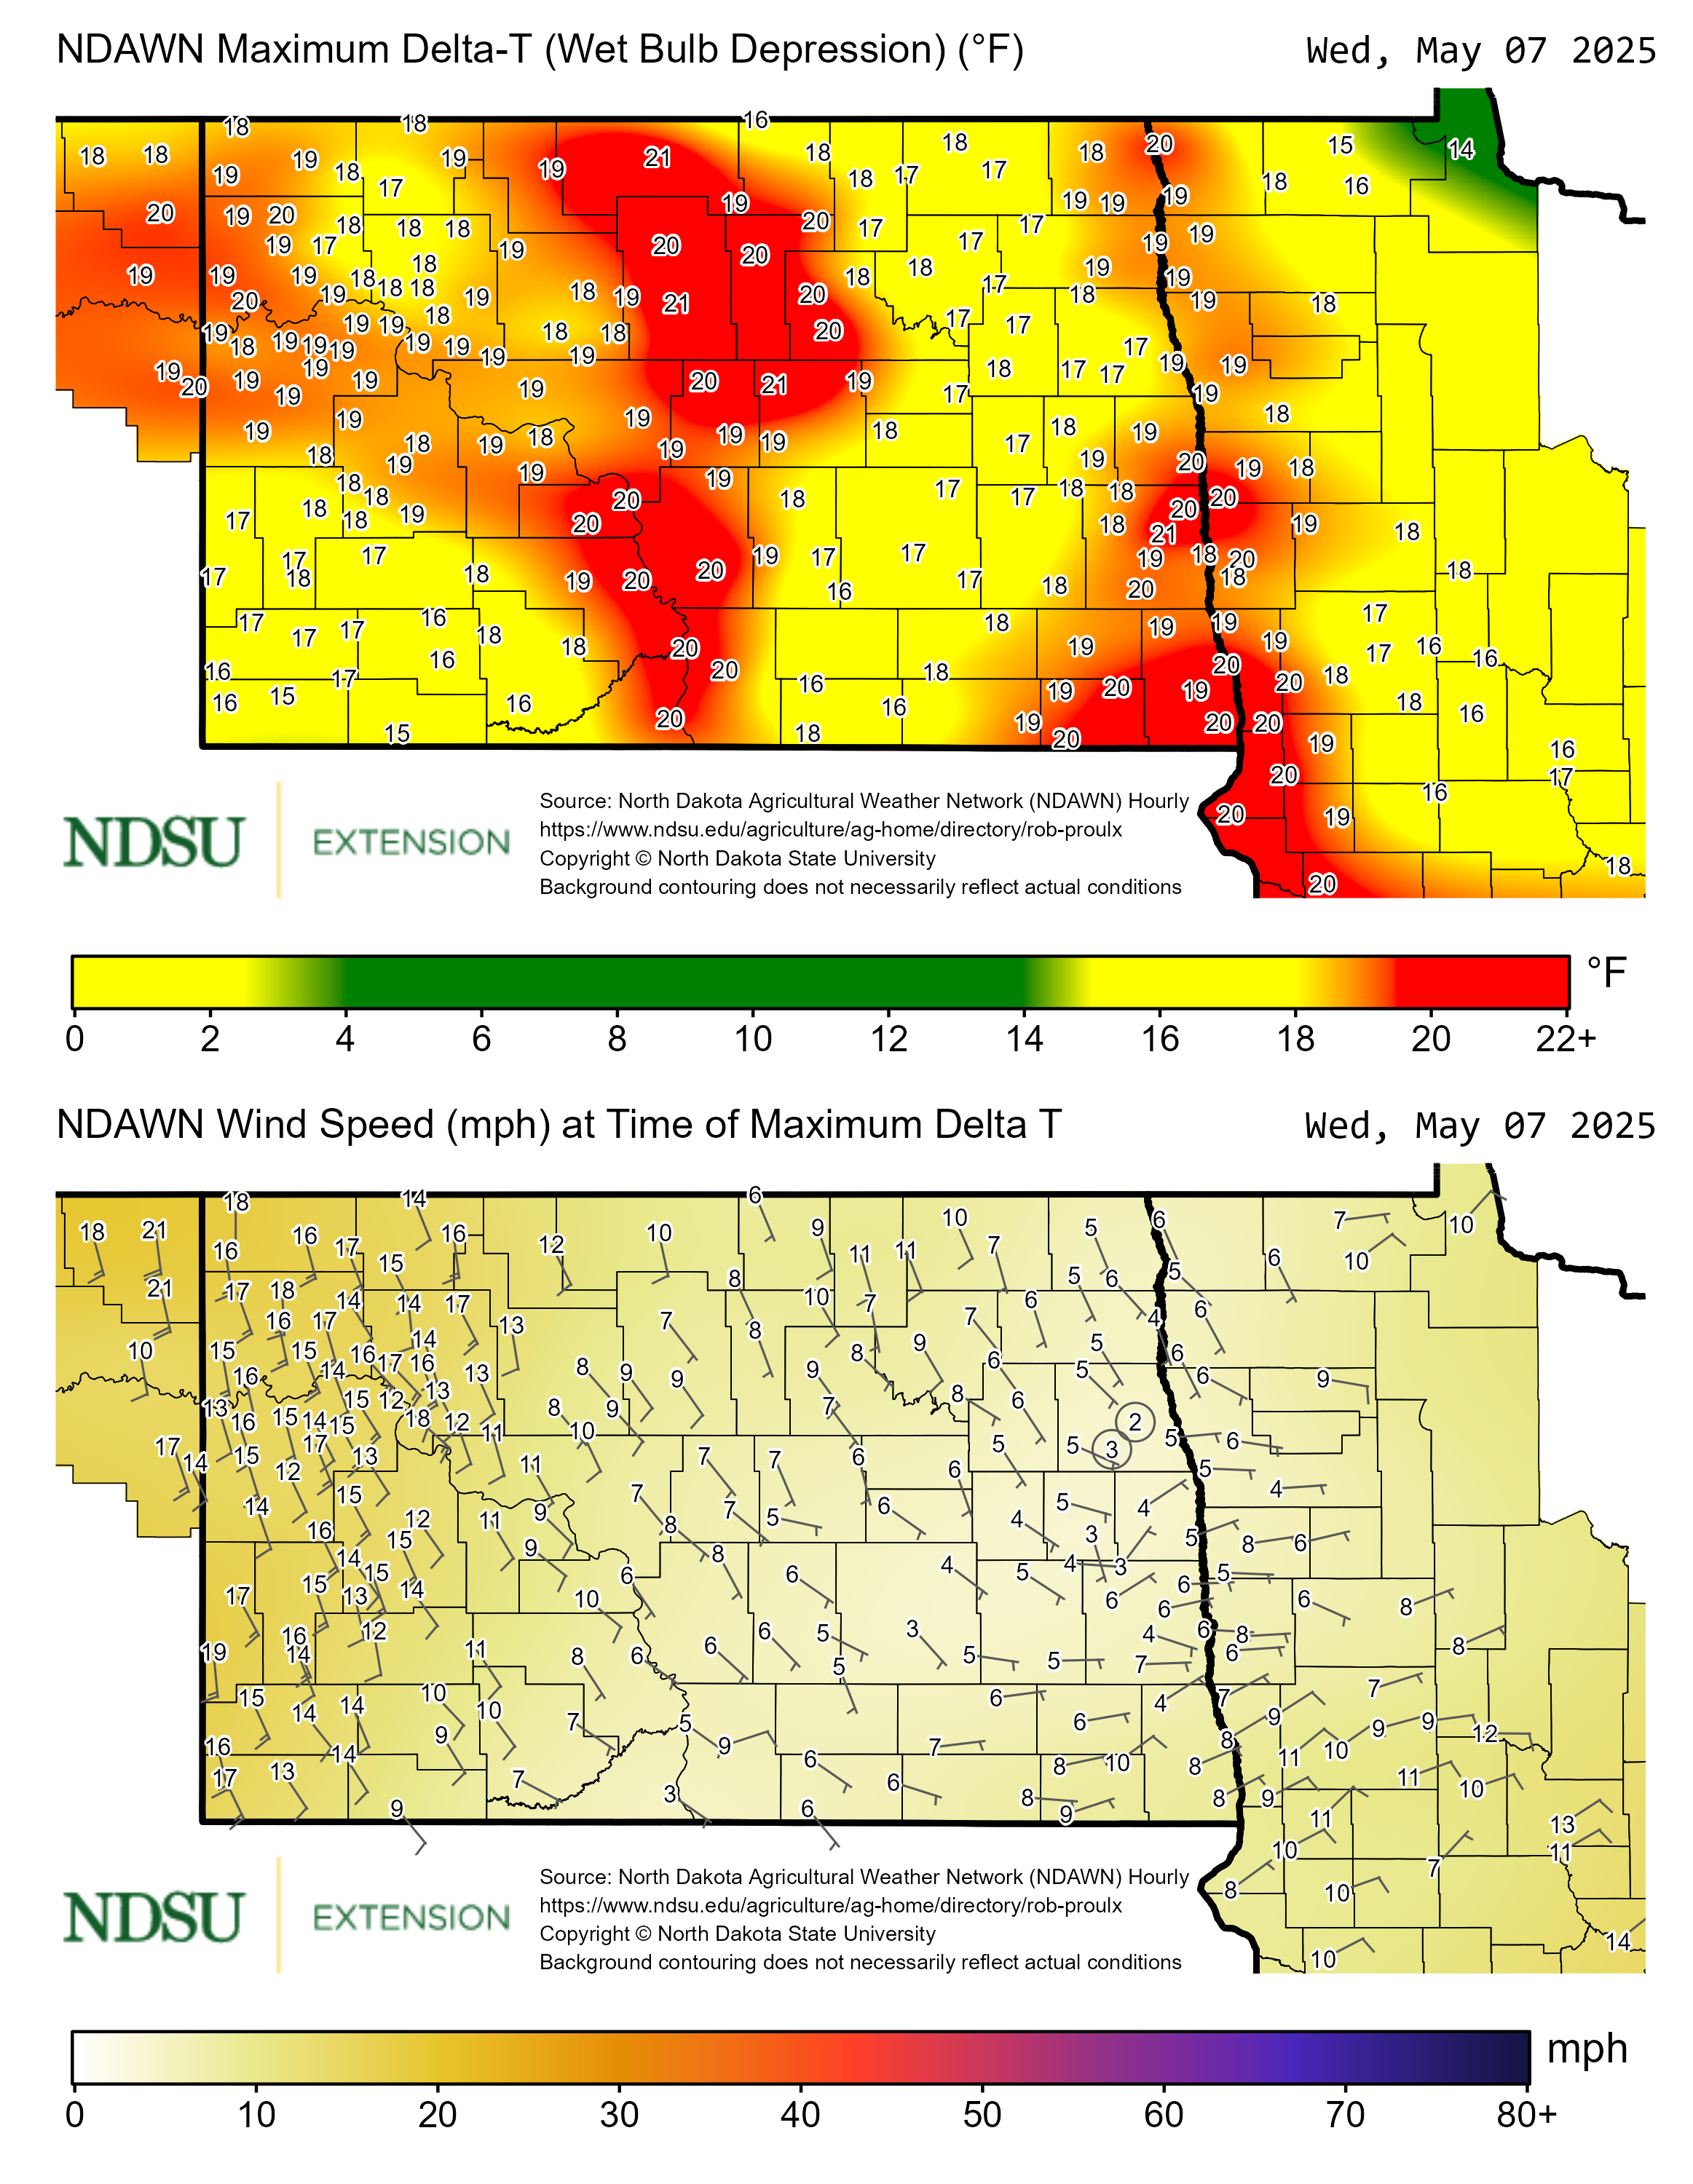 NDAWN Maximum Delta-T (Wet Bulb Depression) (°F)
Wed, May 07 2025
18 18 16
18 18 19 19 18 19 21 18 18 18 20 15 14
19 17 19 18 17 17 18 16
20 19 20 18 18 18 19 20 17 17 19 19 19
19 17 19 20 20 17 19 19
19 19 19 18 18 18 18 19 18 19 21 20 18 18 17 19 18 19
20 19 19 19 18 18 18 20 17 17 19 18
19 18 19 19 19 19 19 19 19 17 19 19
19 20 19 19 19 19 19 20 21 19 18 17 17 17 19
19 19 18 19 18 19 19 19 19 18 17 18 19 18
18 19 18 19 19 17 17 18 19 18 20 19 18
17 18 18 18 19 20 20 18 18 20 21 20 19 18
17 17 18 17 18 19 20 20 19 17 16 17 17 18 19 20 18 20 18 18
17 17 17 16 18 18 20 18 19 19 19 19 17
16 16 15 17 16 16 20 20 16 18 19 20 19 20 20 18 17 16 16
15 20 18 16 19 20 20 20 19 18 16
20 20 19 16 16 17
20 18
NDSU
EXTENSION
Source: North Dakota Agricultural Weather Network (NDAWN) Hourly
https://www.ndsu.edu/agriculture/ag-home/directory/rob-proulx
Copyright © North Dakota State University
Background contouring does not necessarily reflect actual conditions
°F
0 2 4 6 8 10 12 14 16 18 20 22+
NDAWN Wind Speed (mph) at Time of Maximum Delta T
Wed, May 07 2025
18 14 6
18 21 16 16 17 16 12 10 9 10 5 6 7 10
21 15 8 11 11 7 5 6 5 6 10
17 18 14 14 17 10 7 7 6 4 6
10 16 17 14 13 7 8 8 9 5 6
15 16 15 14 16 17 16 13 8 9 9 9 6 5 6 9
13 16 15 14 15 15 12 13 18 12 11 8 9 10 7 8 6 2
17 14 15 12 17 13 11 7 7 6 6 5 5 3 5 6
14 15 12 11 9 7 8 7 5 6 4 5 4 5 4
16 14 15 9 8 6 4 5 3 4 3 5 8 6
17 15 13 15 14 10 6 6 6 5 6 8
19 16 14 12 11 8 6 6 6 5 5 3 5 5 7 4 6 8 6 8
15 14 14 10 10 7 5 6 6 4 7 9 7 9
16 17 13 14 9 7 9 6 7 8 10 8 8 11 10 9 12
9 3 6 6 8 9 8 9 11 11 10
8 10 10 7 13 11
10 14
NDSU
EXTENSION
Source: North Dakota Agricultural Weather Network (NDAWN) Hourly
https://www.ndsu.edu/agriculture/ag-home/directory/rob-proulx
Copyright © North Dakota State University
Background contouring does not necessarily reflect actual conditions
mph
0 10 20 30 40 50 60 70 80+